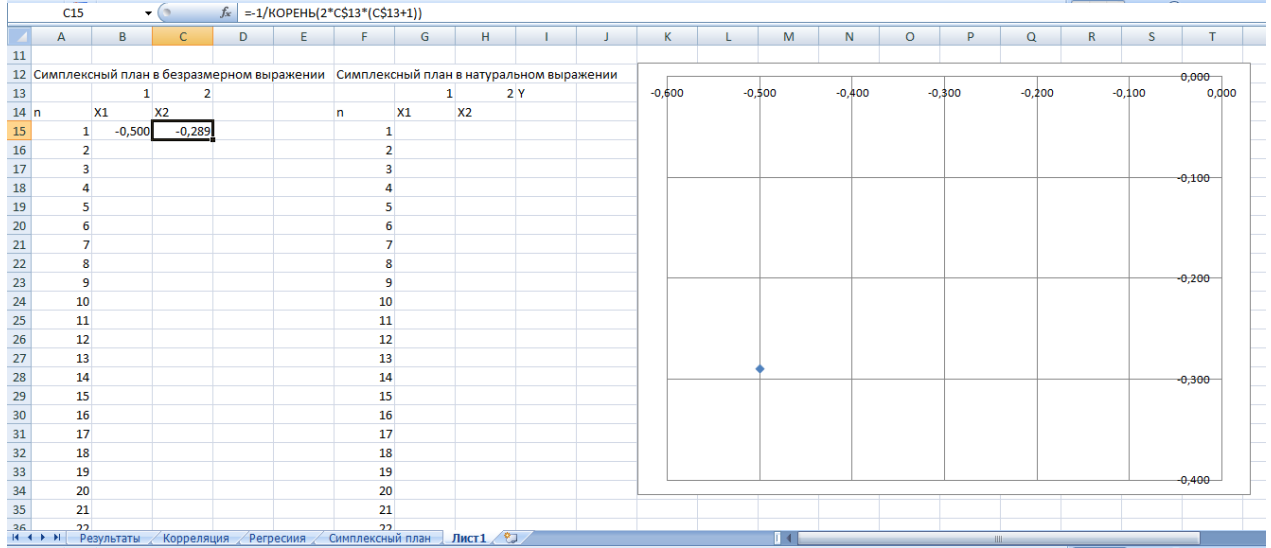 C15 fx =-1/КОРЕНЬ(2*C$13*(C$13+1))
A B C D E F G H I J K L M N O P Q R S T
11
12 Симплексный план в безразмерном выражении Симплексный план в натуральном выражении
13 1 2 1 2 Y
14 n X1 X2 n X1 X2
15 1 -0,500 -0,289 1
16 2 2
17 3 3
18 4 4
19 5 5
20 6 6
21 7 7
22 8 8
23 9 9
24 10 10
25 11 11
26 12 12
27 13 13
28 14 14
29 15 15
30 16 16
31 17 17
32 18 18
33 19 19
34 20 20
35 21 21
36 22 22
0,000
-0,600 -0,500 -0,400 -0,300 -0,200 -0,100 0,000
-0,100
-0,200
-0,300
-0,400
Результаты Корреляция Регресиия Симплексный план Лист1